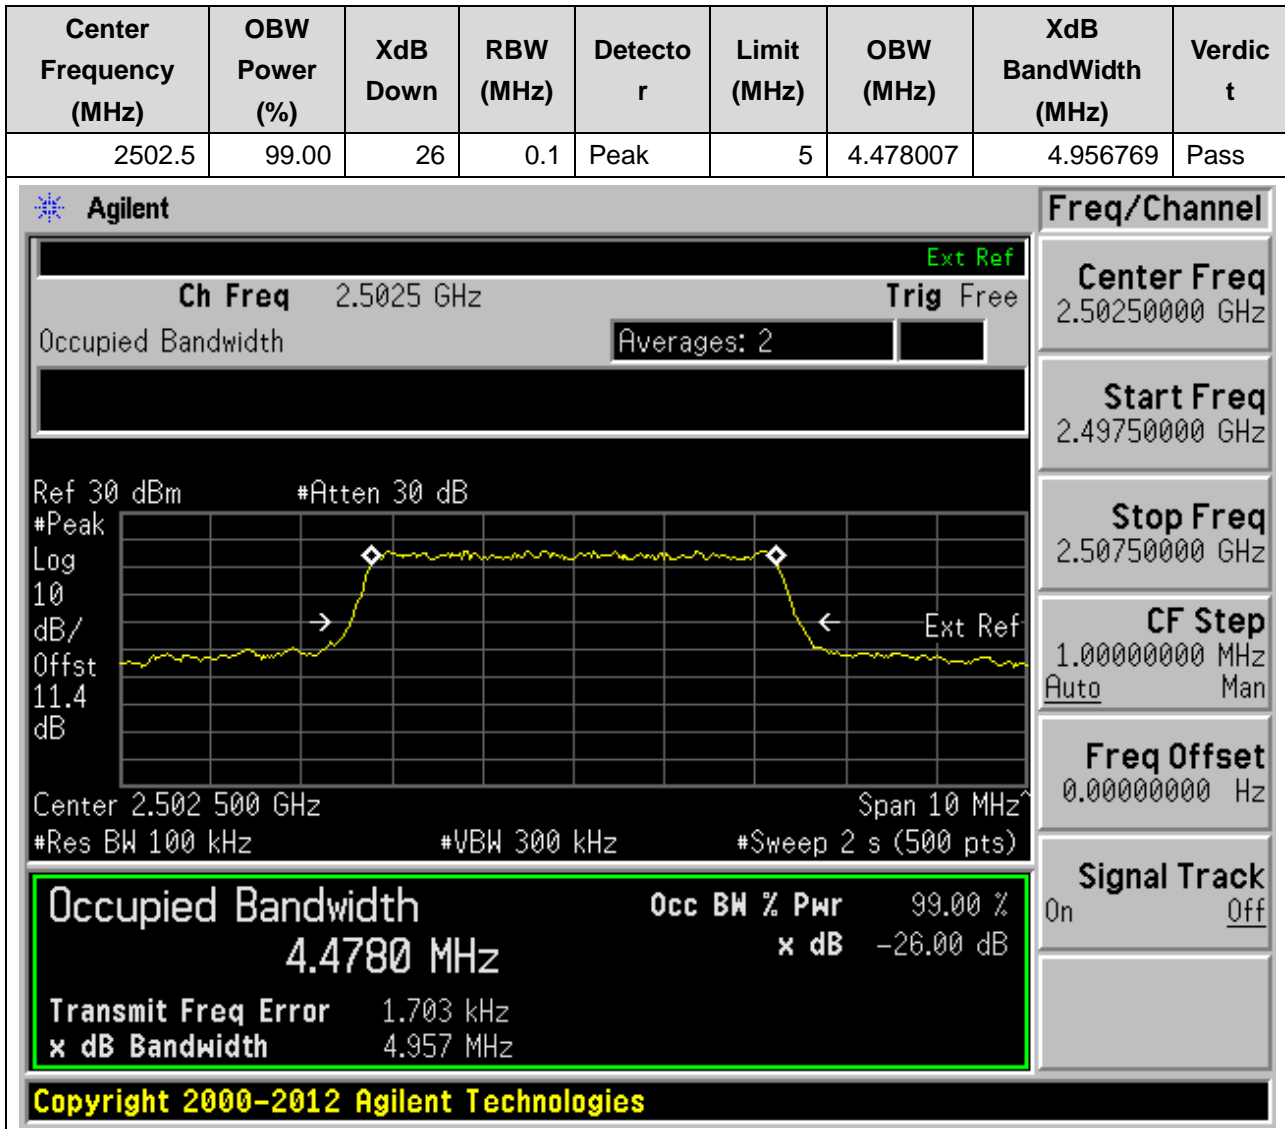 Center Frequency (MHz) OBW Power (%) XdB Down RBW (MHz) Detector Limit (MHz) OBW (MHz) XdB BandWidth (MHz) Verdict
2502.5 99.00 26 0.1 Peak 5 4.478007 4.956769 Pass
Agilent
Ext Ref
Ch Freq 2.5025 GHz Trig Free
Occupied Bandwidth Averages: 2
Ref 30 dBm #Atten 30 dB
#Peak
Log
10
dB/
Offst
11.4
dB
Ext Ref
Center 2.502 500 GHz Span 10 MHz^
#Res BW 100 kHz #VBW 300 kHz #Sweep 2 s (500 pts)
Occupied Bandwidth
4.4780 MHz
Occ BW % Pwr 99.00 %
x dB -26.00 dB
Transmit Freq Error 1.703 kHz
x dB Bandwidth 4.957 MHz
Freq/Channel
Center Freq
2.50250000 GHz
Start Freq
2.49750000 GHz
Stop Freq
2.50750000 GHz
CF Step
1.00000000 MHz
Auto Man
Freq Offset
0.00000000 Hz
Signal Track
On Off
Copyright 2000-2012 Agilent Technologies